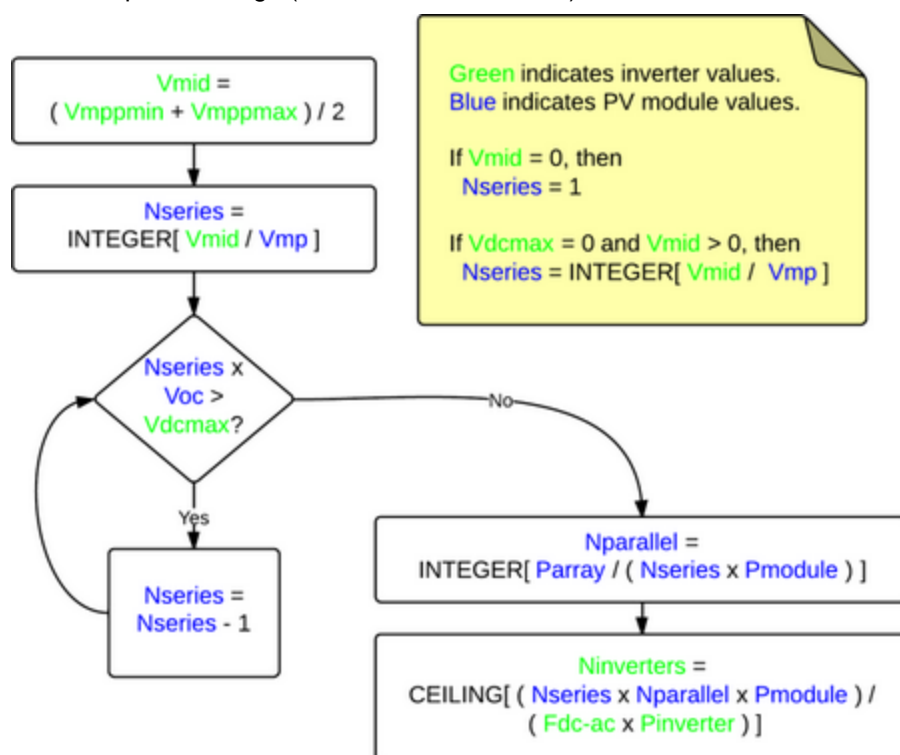 Vmid =
( Vmppmin + Vmppmax ) / 2
Nseries =
INTEGER[ Vmid / Vmp ]
Nseries x
Voc >
Vdcmax?
No
Yes
Nseries =
Nseries - 1
Green indicates inverter values.
Blue indicates PV module values.
If Vmid = 0, then
Nseries = 1
If Vdcmax = 0 and Vmid > 0, then
Nseries = INTEGER[ Vmid / Vmp ]
Nparallel =
INTEGER[ Parray / ( Nseries x Pmodule ) ]
Ninverters =
CEILING[ ( Nseries x Nparallel x Pmodule ) /
( Fdc-ac x Pinverter ) ]